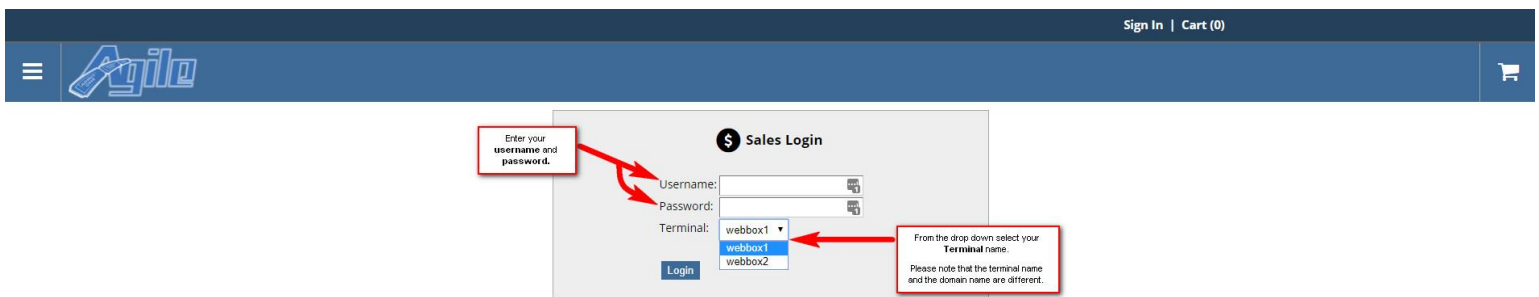 Sign In | Cart (0)
Agile
$ Sales Login
Enter your
username and
password.
Username:
Password:
Terminal: webbox1
webbox1
webbox2
Login
From the drop down select your
Terminal name.
Please note that the terminal name
and the domain name are different.